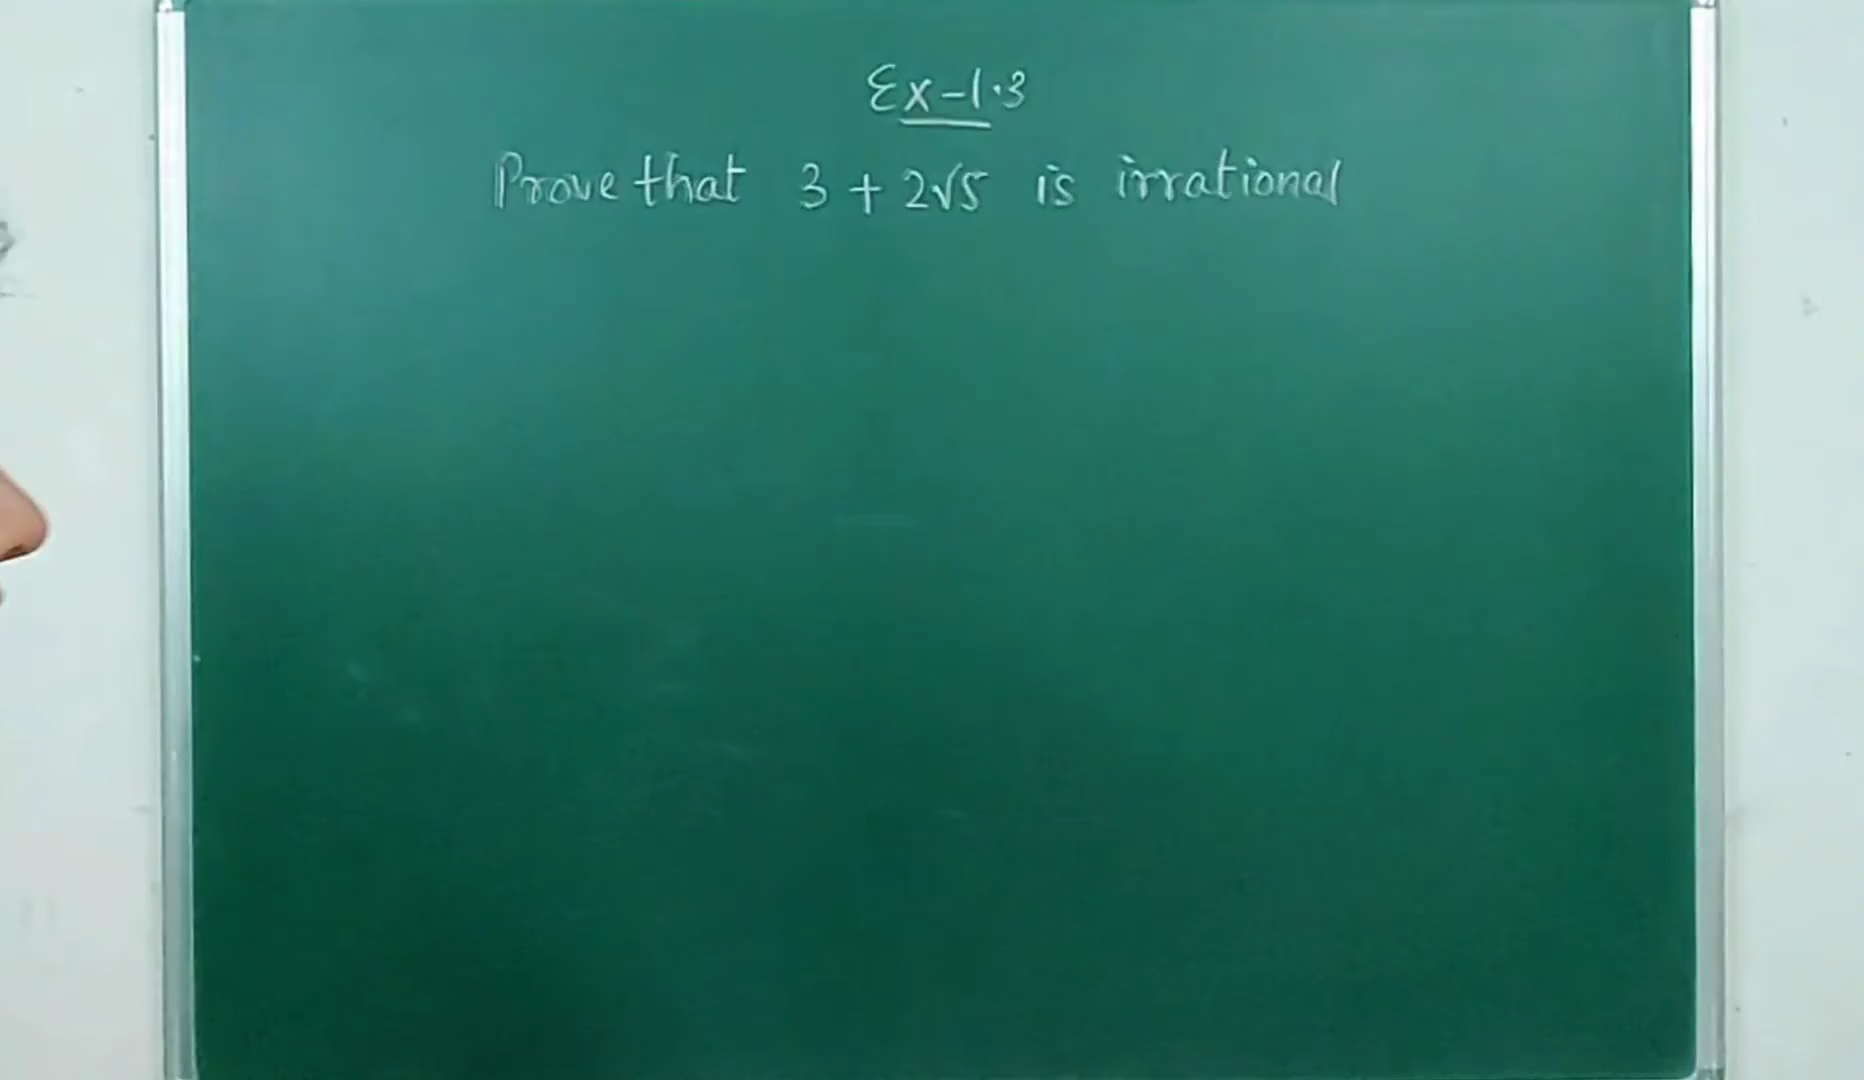 Ex-1.3
Prove that 3 + 2√5 is irrational